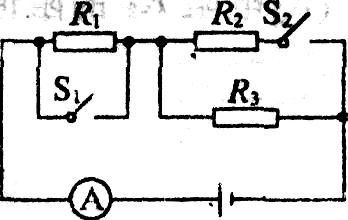 R₁ R₂ S₂
S₁ R₃
A